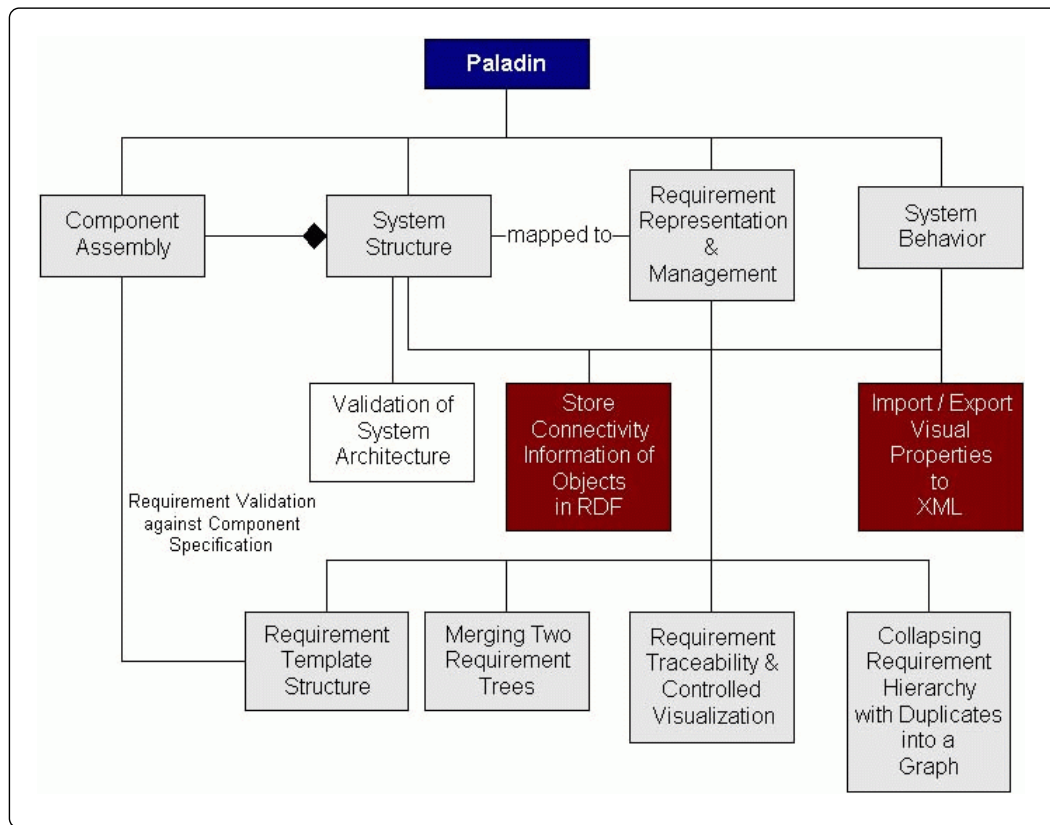 Paladin
Component
Assembly
System
Structure
mapped to
Requirement
Representation
&
Management
System
Behavior
Validation of
System
Architecture
Store
Connectivity
Information of
Objects
in RDF
Import / Export
Visual
Properties
to
XML
Requirement Validation
against Component
Specification
Requirement
Template
Structure
Merging Two
Requirement
Trees
Requirement
Traceability &
Controlled
Visualization
Collapsing
Requirement
Hierarchy
with Duplicates
into a
Graph